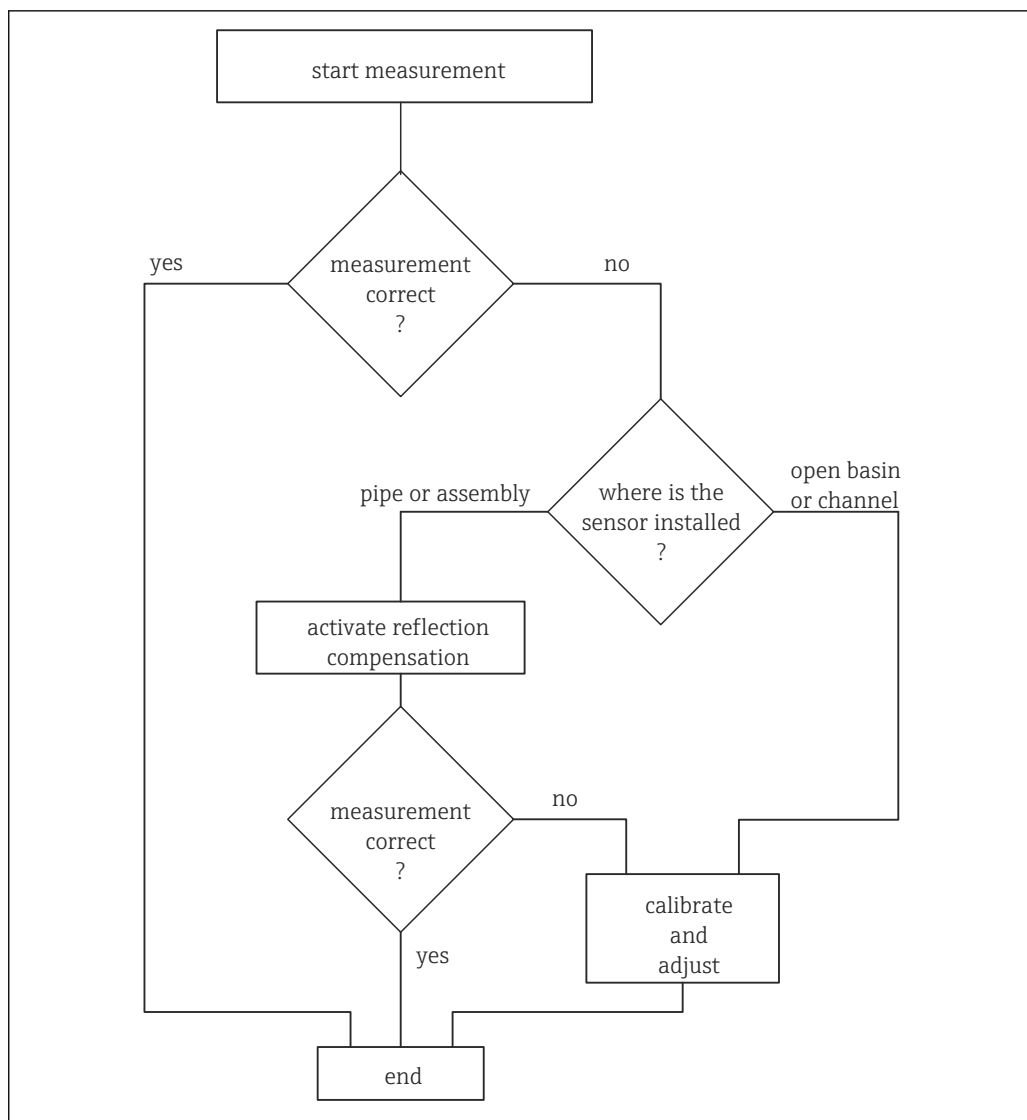 start measurement
yes
measurement
correct
?
no
pipe or assembly
where is the
sensor installed
?
open basin
or channel
activate reflection
compensation
measurement
correct
?
no
yes
calibrate
and
adjust
end